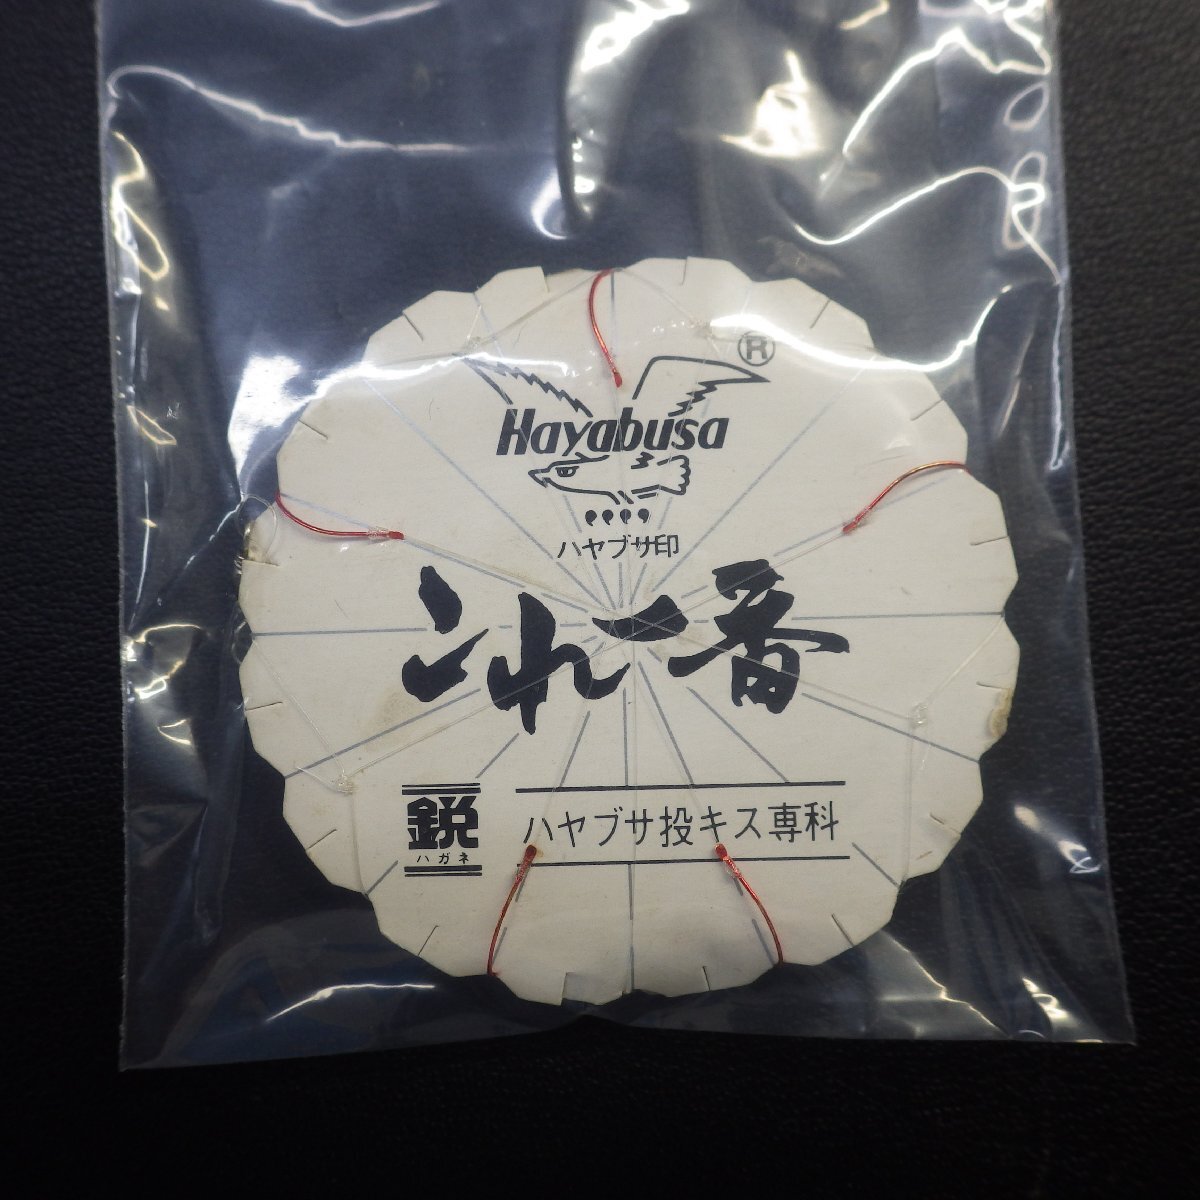 ®
Hayabusa
ハヤブサ印
これ一番
鋭
ハガネ
ハヤブサ投キス専科